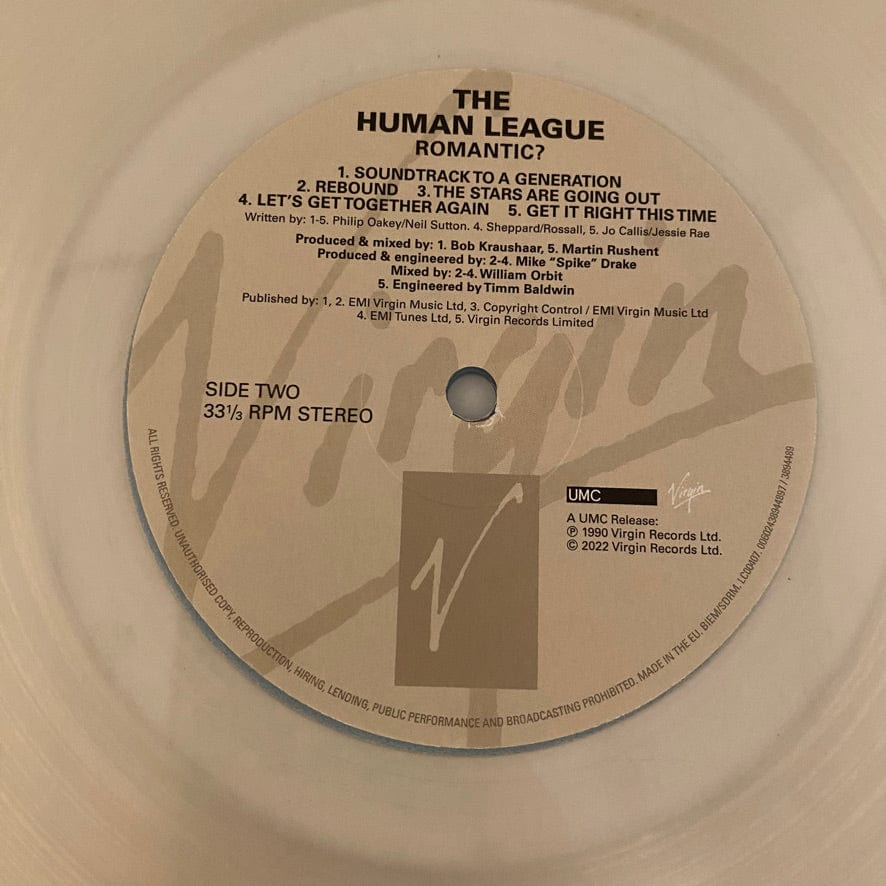 THE
HUMAN LEAGUE
ROMANTIC?
1. SOUNDTRACK TO A GENERATION
2. REBOUND 3. THE STARS ARE GOING OUT
4. LET'S GET TOGETHER AGAIN 5. GET IT RIGHT THIS TIME
Written by: 1-5. Philip Oakey/Neil Sutton. 4. Sheppard/Rossall, 5. Jo Callis/Jessie Rae
Produced & mixed by: 1. Bob Kraushaar, 5. Martin Rushent
Produced & engineered by: 2-4. Mike "Spike" Drake
Mixed by: 2-4. William Orbit
5. Engineered by Timm Baldwin
Published by: 1, 2. EMI Virgin Music Ltd, 3. Copyright Control / EMI Virgin Music Ltd
4. EMI Tunes Ltd, 5. Virgin Records Limited
Virgin
SIDE TWO
33⅓ RPM STEREO
V
UMC Virgin
A UMC Release:
℗ 1990 Virgin Records Ltd.
© 2022 Virgin Records Ltd.
ALL RIGHTS RESERVED. UNAUTHORISED COPY, REPRODUCTION, HIRING, LENDING, PUBLIC PERFORMANCE AND BROADCASTING PROHIBITED. MADE IN THE EU. BIEM/SDRM. LC00407. 00602438944897 / 3894489